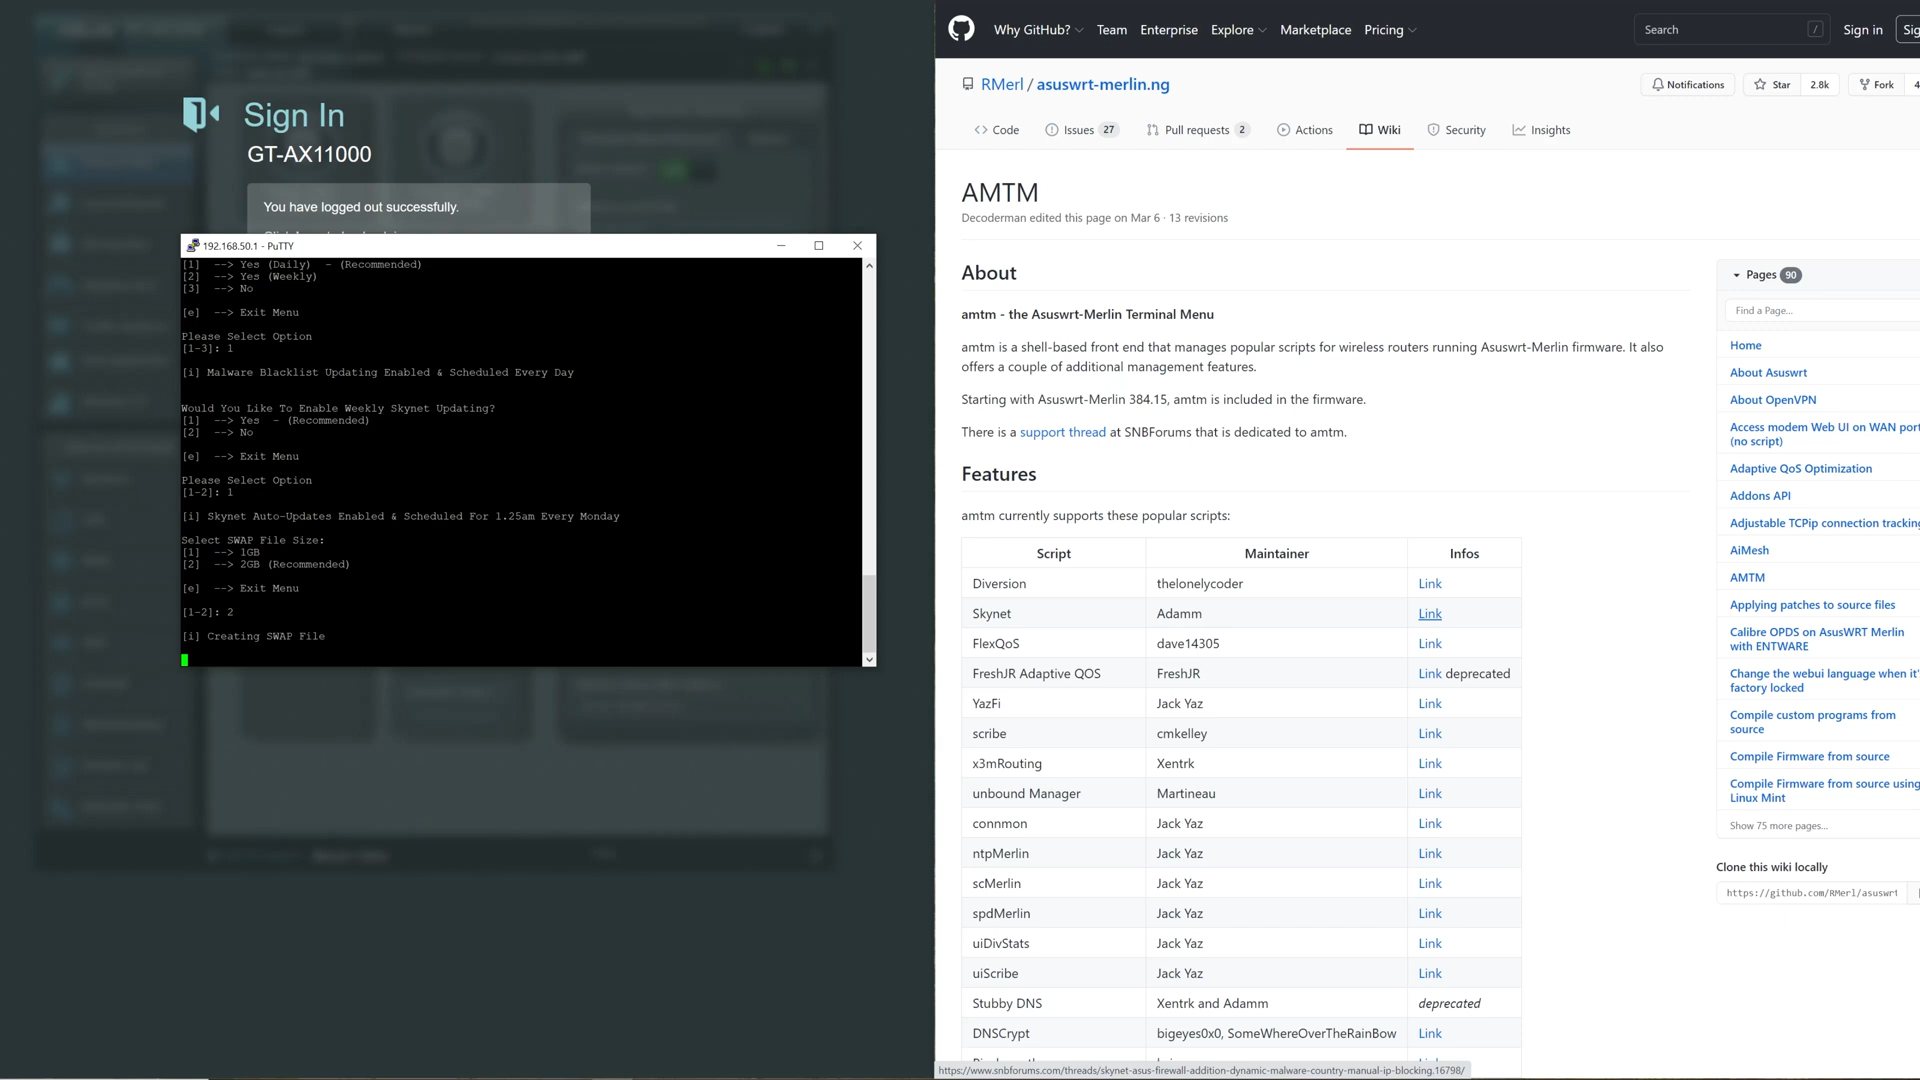 Sign In
GT-AX11000
You have logged out successfully.
192.168.50.1 - PuTTY
[1]  --> Yes (Daily)  - (Recommended)
[2]  --> Yes (Weekly)
[3]  --> No
[e]  --> Exit Menu
Please Select Option
[1-3]: 1
[i] Malware Blacklist Updating Enabled & Scheduled Every Day
Would You Like To Enable Weekly Skynet Updating?
[1]  --> Yes  - (Recommended)
[2]  --> No
[e]  --> Exit Menu
Please Select Option
[1-2]: 1
[i] Skynet Auto-Updates Enabled & Scheduled For 1.25am Every Monday
Select SWAP File Size:
[1]  --> 1GB
[2]  --> 2GB (Recommended)
[e]  --> Exit Menu
[1-2]: 2
[i] Creating SWAP File
Why GitHub? Team Enterprise Explore Marketplace Pricing Search / Sign in Sig
RMerl / asuswrt-merlin.ng Notifications Star 2.8k Fork 4
Code Issues 27 Pull requests 2 Actions Wiki Security Insights
AMTM
Decoderman edited this page on Mar 6 · 13 revisions
About
amtm - the Asuswrt-Merlin Terminal Menu
amtm is a shell-based front end that manages popular scripts for wireless routers running Asuswrt-Merlin firmware. It also
offers a couple of additional management features.
Starting with Asuswrt-Merlin 384.15, amtm is included in the firmware.
There is a support thread at SNBForums that is dedicated to amtm.
Features
amtm currently supports these popular scripts:
Script Maintainer Infos
Diversion thelonelycoder Link
Skynet Adamm Link
FlexQoS dave14305 Link
FreshJR Adaptive QOS FreshJR Link deprecated
YazFi Jack Yaz Link
scribe cmkelley Link
x3mRouting Xentrk Link
unbound Manager Martineau Link
connmon Jack Yaz Link
ntpMerlin Jack Yaz Link
scMerlin Jack Yaz Link
spdMerlin Jack Yaz Link
uiDivStats Jack Yaz Link
uiScribe Jack Yaz Link
Stubby DNS Xentrk and Adamm deprecated
DNSCrypt bigeyes0x0, SomeWhereOverTheRainBow Link
https://www.snbforums.com/threads/skynet-asus-firewall-addition-dynamic-malware-country-manual-ip-blocking.16798/
Pages 90
Find a Page...
Home
About Asuswrt
About OpenVPN
Access modem Web UI on WAN port
(no script)
Adaptive QoS Optimization
Addons API
Adjustable TCPip connection tracking
AiMesh
AMTM
Applying patches to source files
Calibre OPDS on AsusWRT Merlin
with ENTWARE
Change the webui language when it'
factory locked
Compile custom programs from
source
Compile Firmware from source
Compile Firmware from source using
Linux Mint
Show 75 more pages...
Clone this wiki locally
https://github.com/RMerl/asuswrt